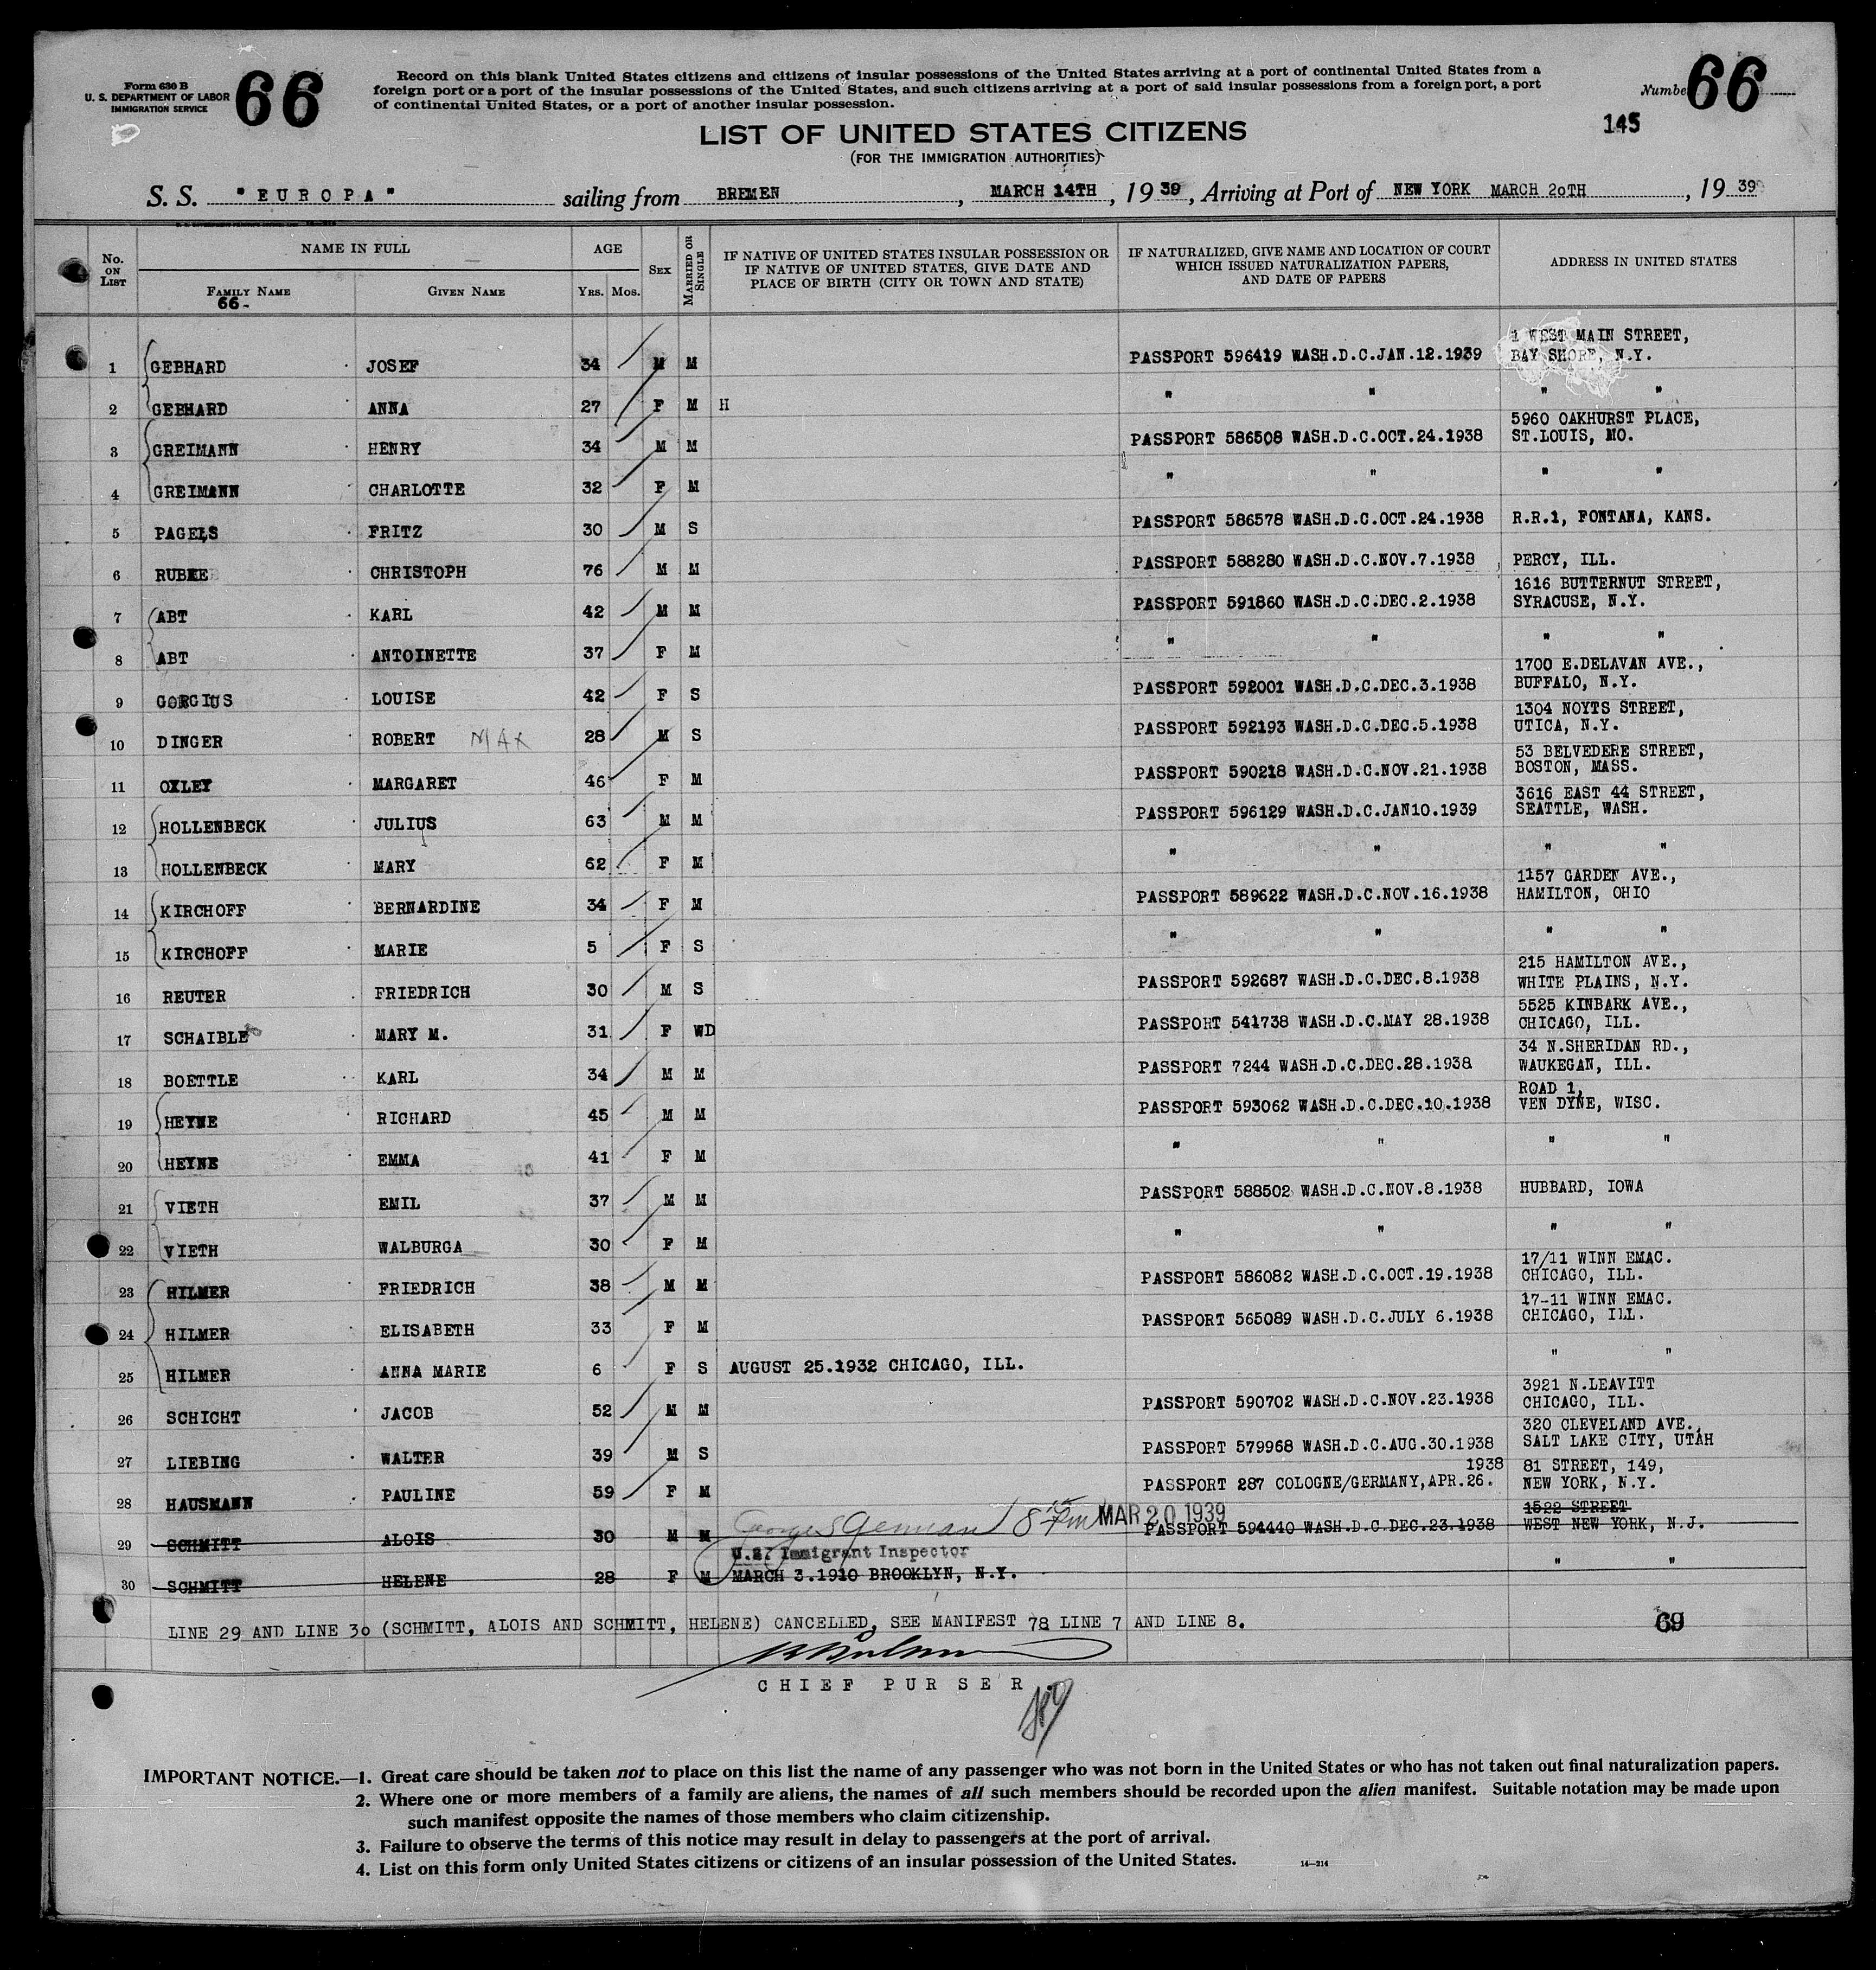 Form 630 B
U. S. DEPARTMENT OF LABOR
IMMIGRATION SERVICE
66
Record on this blank United States citizens and citizens of insular possessions of the United States arriving at a port of continental United States from a
foreign port or a port of the insular possessions of the United States, and such citizens arriving at a port of said insular possessions from a foreign port, a port
of continental United States, or a port of another insular possession.
Number 66
145
LIST OF UNITED STATES CITIZENS
(FOR THE IMMIGRATION AUTHORITIES)
S. S. "EUROPA" sailing from BREMEN, MARCH 14TH, 1939, Arriving at Port of NEW YORK MARCH 20TH, 1939
No. ON LIST NAME IN FULL AGE SEX MARRIED OR SINGLE IF NATIVE OF UNITED STATES INSULAR POSSESSION OR IF NATIVE OF UNITED STATES, GIVE DATE AND PLACE OF BIRTH (CITY OR TOWN AND STATE) IF NATURALIZED, GIVE NAME AND LOCATION OF COURT WHICH ISSUED NATURALIZATION PAPERS, AND DATE OF PAPERS ADDRESS IN UNITED STATES
FAMILY NAME GIVEN NAME YRS. MOS.
66-
1 GEBHARD JOSEF 34 M M PASSPORT 596419 WASH.D.C.JAN.12.1939 1 WEST MAIN STREET, BAY SHORE, N.Y.
2 GEBHARD ANNA 27 F M H " " " "
3 GREIMANN HENRY 34 M M PASSPORT 586508 WASH.D.C.OCT.24.1938 5960 OAKHURST PLACE, ST.LOUIS, MO.
4 GREIMANN CHARLOTTE 32 F M " " " "
5 PAGELS FRITZ 30 M S PASSPORT 586578 WASH.D.C.OCT.24.1938 R.R.1, FONTANA, KANS.
6 CHRISTOPH 76 M M PASSPORT 588280 WASH.D.C.NOV.7.1938 PERCY, ILL.
7 ABT KARL 42 M M PASSPORT 591860 WASH.D.C.DEC.2.1938 1616 BUTTERNUT STREET, SYRACUSE, N.Y.
8 ABT ANTOINETTE 37 F M " " " "
9 GORGIUS LOUISE 42 F S PASSPORT 592001 WASH.D.C.DEC.3.1938 1700 E.DELAVAN AVE., BUFFALO, N.Y.
10 DINGER ROBERT MAX 28 M S PASSPORT 592193 WASH.D.C.DEC.5.1938 1304 NOYTS STREET, UTICA, N.Y.
11 OXLEY MARGARET 46 F M PASSPORT 590218 WASH.D.C.NOV.21.1938 53 BELVEDERE STREET, BOSTON, MASS.
12 HOLLENBECK JULIUS 63 M M PASSPORT 596129 WASH.D.C.JAN10.1939 3616 EAST 44 STREET, SEATTLE, WASH.
13 HOLLENBECK MARY 62 F M " " " "
14 KIRCHOFF BERNARDINE 34 F M PASSPORT 589622 WASH.D.C.NOV.16.1938 1157 GARDEN AVE., HAMILTON, OHIO
15 KIRCHOFF MARIE 5 F S " " " "
16 REUTER FRIEDRICH 30 M S PASSPORT 592687 WASH.D.C.DEC.8.1938 215 HAMILTON AVE., WHITE PLAINS, N.Y.
17 SCHAIBLE MARY M. 31 F WD PASSPORT 541738 WASH.D.C.MAY 28.1938 5525 KINBARK AVE., CHICAGO, ILL.
18 BOETTLE KARL 34 M M PASSPORT 7244 WASH.D.C.DEC.28.1938 34 N.SHERIDAN RD., WAUKEGAN, ILL.
19 HEYNE RICHARD 45 M M PASSPORT 593062 WASH.D.C.DEC.10.1938 ROAD 1, VEN DYNE, WISC.
20 HEYNE EMMA 41 F M " " " "
21 VIETH EMIL 37 M M PASSPORT 588502 WASH.D.C.NOV.8.1938 HUBBARD, IOWA
22 VIETH WALBURGA 30 F M " " " "
23 HILMER FRIEDRICH 38 M M PASSPORT 586082 WASH.D.C.OCT.19.1938 17/11 WINN EMAC. CHICAGO, ILL.
24 HILMER ELISABETH 33 F M PASSPORT 565089 WASH.D.C.JULY 6.1938 17-11 WINN EMAC. CHICAGO, ILL.
25 HILMER ANNA MARIE 6 F S AUGUST 25.1932 CHICAGO, ILL. " "
26 SCHICHT JACOB 52 M M PASSPORT 590702 WASH.D.C.NOV.23.1938 3921 N.LEAVITT CHICAGO, ILL.
27 LIEBING WALTER 39 M S PASSPORT 579968 WASH.D.C.AUG.30.1938 320 CLEVELAND AVE., SALT LAKE CITY, UTAH
28 HAUSMANN PAULINE 59 F M PASSPORT 287 COLOGNE/GERMANY,APR.26. 1938 81 STREET, 149, NEW YORK, N.Y.
MAR 20 1939
29 SCHMITT ALOIS 30 M M PASSPORT 594440 WASH.D.C.DEC.23.1938 1522 STREET WEST NEW YORK, N.J.
U.S. Immigrant Inspector
30 SCHMITT HELENE 28 F M MARCH 3.1910 BROOKLYN, N.Y. " "
LINE 29 AND LINE 30 (SCHMITT, ALOIS AND SCHMITT, HELENE) CANCELLED, SEE MANIFEST 78 LINE 7 AND LINE 8.
69
CHIEF PURSER
IMPORTANT NOTICE.—1. Great care should be taken not to place on this list the name of any passenger who was not born in the United States or who has not taken out final naturalization papers.
2. Where one or more members of a family are aliens, the names of all such members should be recorded upon the alien manifest. Suitable notation may be made upon
such manifest opposite the names of those members who claim citizenship.
3. Failure to observe the terms of this notice may result in delay to passengers at the port of arrival.
4. List on this form only United States citizens or citizens of an insular possession of the United States.
14—214